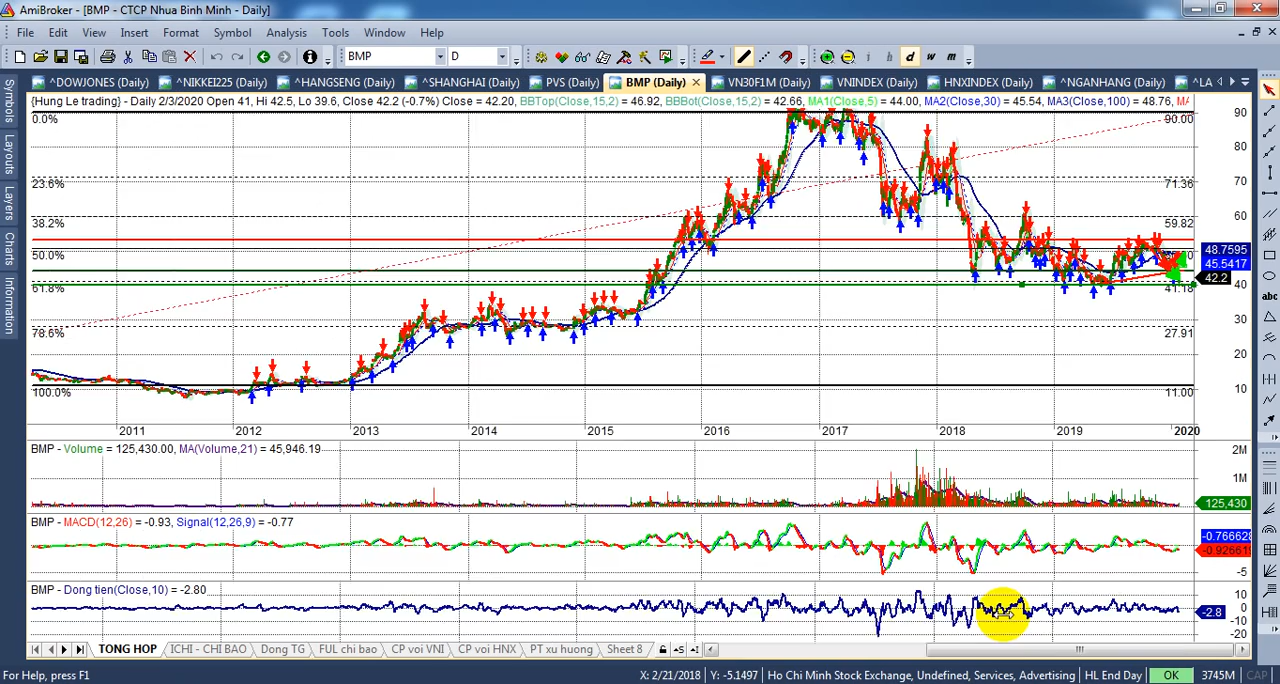 AmiBroker - [BMP - CTCP Nhua Binh Minh - Daily]
File Edit View Insert Format Symbol Analysis Tools Window Help
BMP D d w m
^DOWJONES (Daily) ^NIKKEI225 (Daily) ^HANGSENG (Daily) ^SHANGHAI (Daily) PVS (Daily) BMP (Daily) VN30F1M (Daily) VNINDEX (Daily) HNXINDEX (Daily) ^NGANHANG (Daily) ^LA
{Hung Le trading} - Daily 2/3/2020 Open 41, Hi 42.5, Lo 39.6, Close 42.2 (-0.7%) Close = 42.20, BBTop(Close,15,2) = 46.92, BBBot(Close,15,2) = 42.66, MA1(Close,5) = 44.00, MA2(Close,30) = 45.54, MA3(Close,100) = 48.76,
Symbols
Layouts
Layers
Charts
Information
0.0% 90.00
23.6% 71.36
38.2% 59.82
50.0%
61.8% 41.18
78.6% 27.91
100.0% 11.00
90
80
70
60
48.7595
45.5417
42.2
40
30
20
10
abc
2011 2012 2013 2014 2015 2016 2017 2018 2019 2020
BMP - Volume = 125,430.00, MA(Volume,21) = 45,946.19
2M
1M
125,430
BMP - MACD(12,26) = -0.93, Signal(12,26,9) = -0.77
-0.766628
-0.926619
-5
BMP - Dong tien(Close,10) = -2.80
10
0
-2.8
-10
-20
TONG HOP ICHI - CHI BAO Dong TG FUL chi bao CP voi VNI CP voi HNX PT xu huong Sheet 8
For Help, press F1 X: 2/21/2018 Y: -5.1497 Ho Chi Minh Stock Exchange, Undefined, Services, Advertising HL End Day OK 3745M CAP